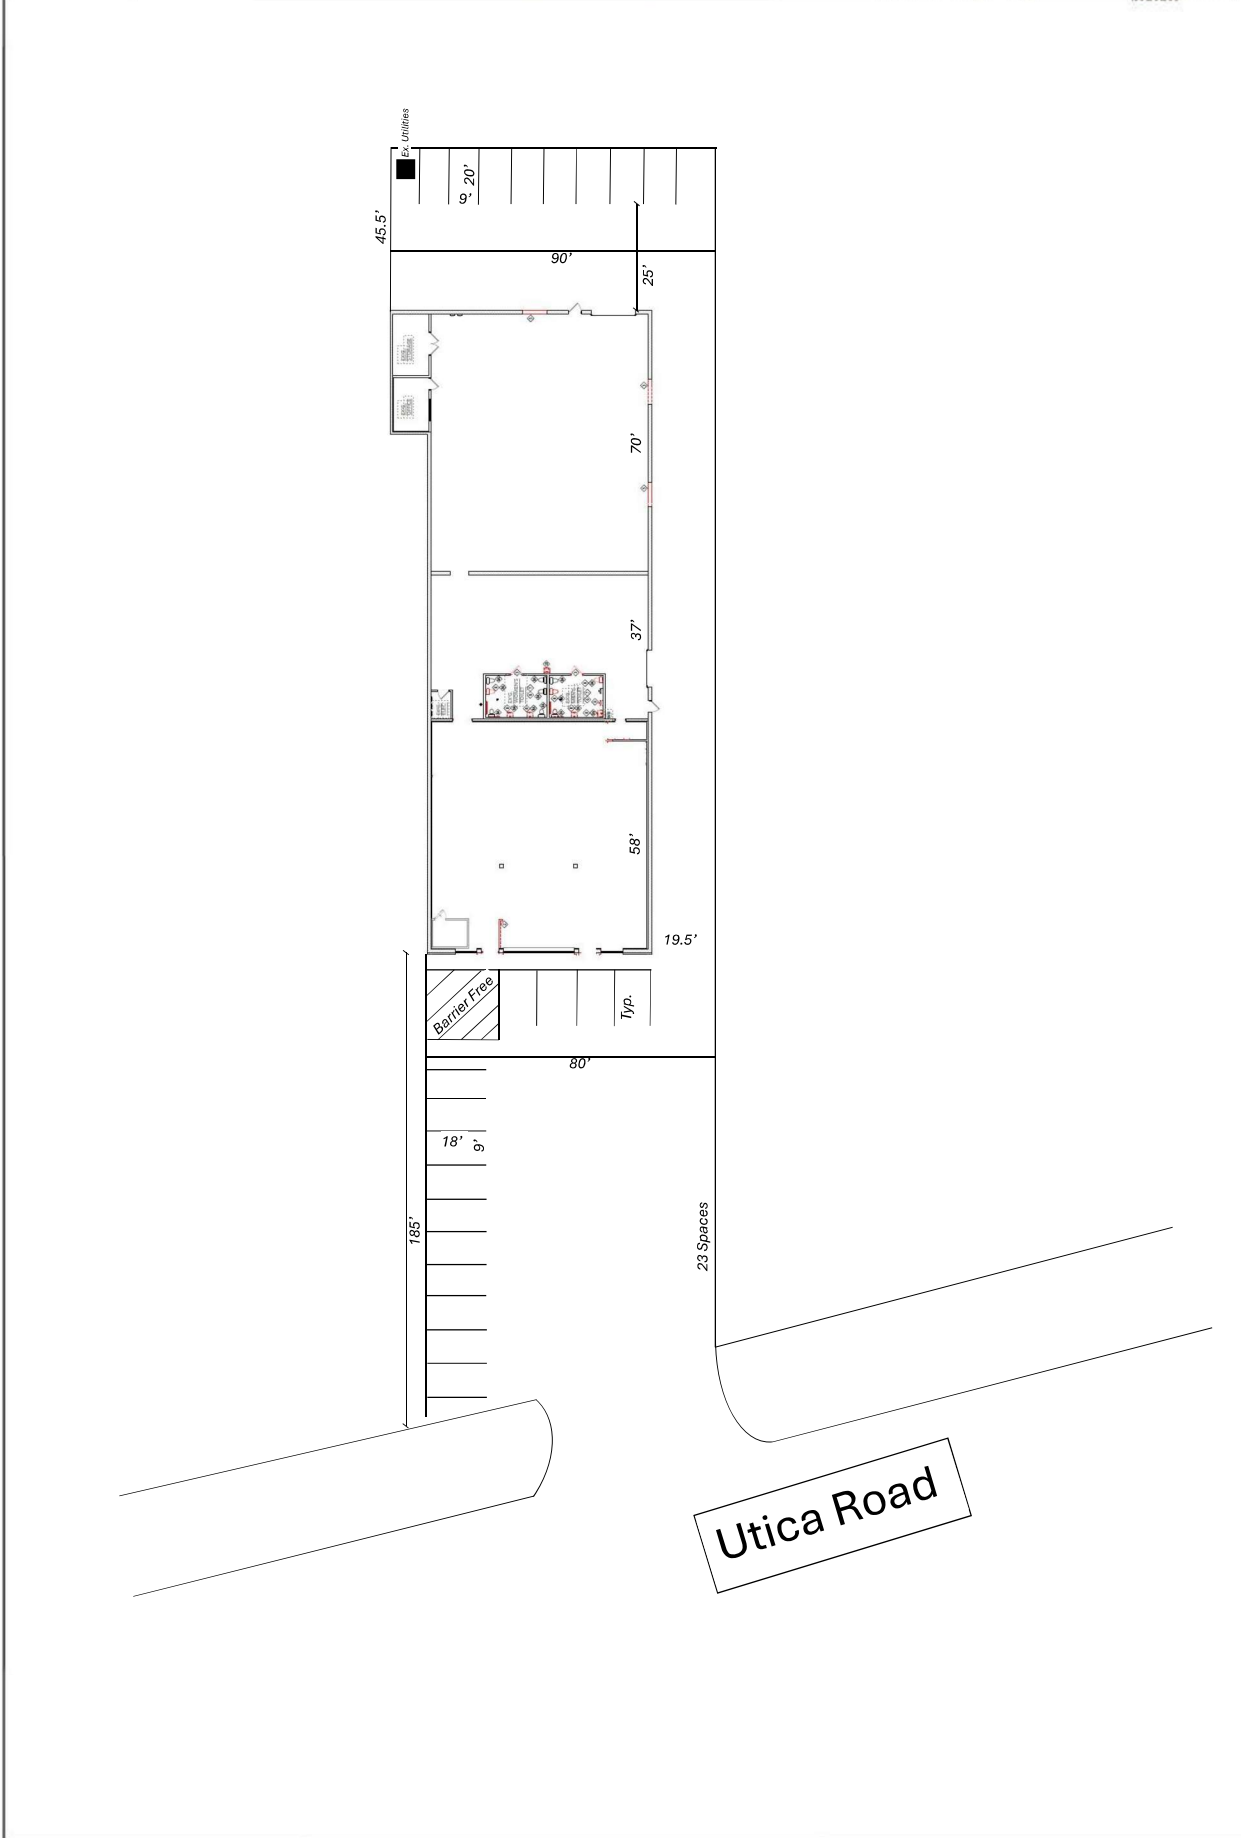 Ex. Utilities
20’
9’
45.5’
90’
25’
70’
37’
58’
19.5’
Barrier Free
Typ.
80’
18’
9’
185’
23 Spaces
Utica Road